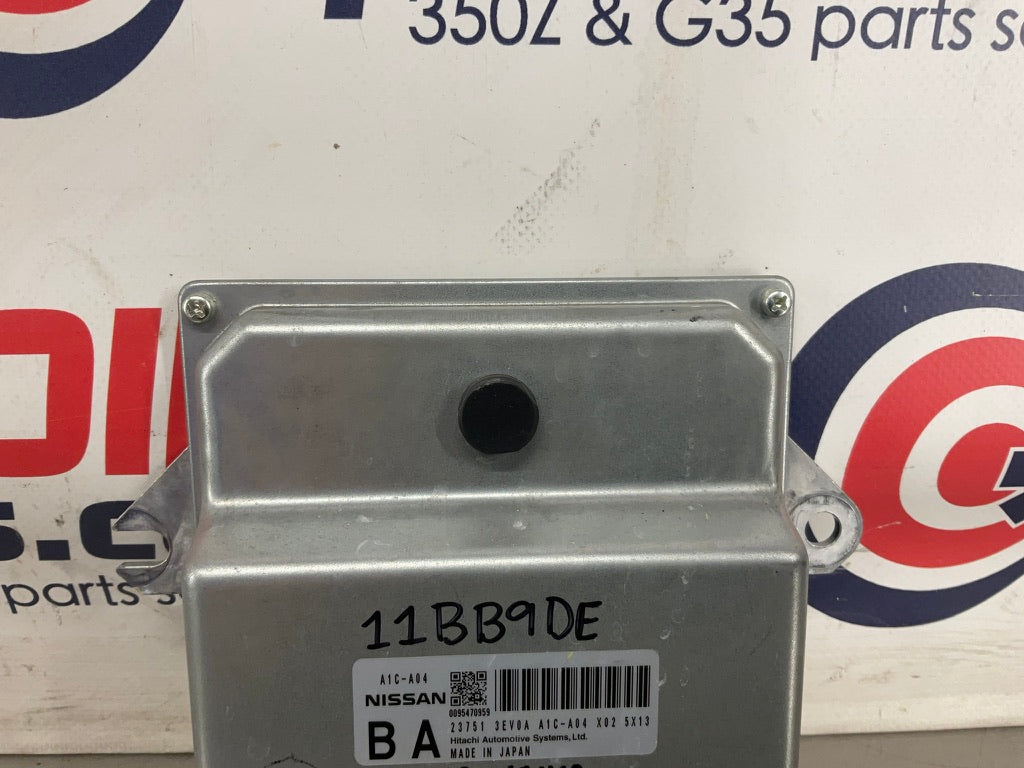 350Z & G35 parts
11BB9DE
A1C-A04
NISSAN
0095470959
BA
23751 3EV0A A1C-A04 X02 5X13
Hitachi Automotive Systems, Ltd.
MADE IN JAPAN
parts